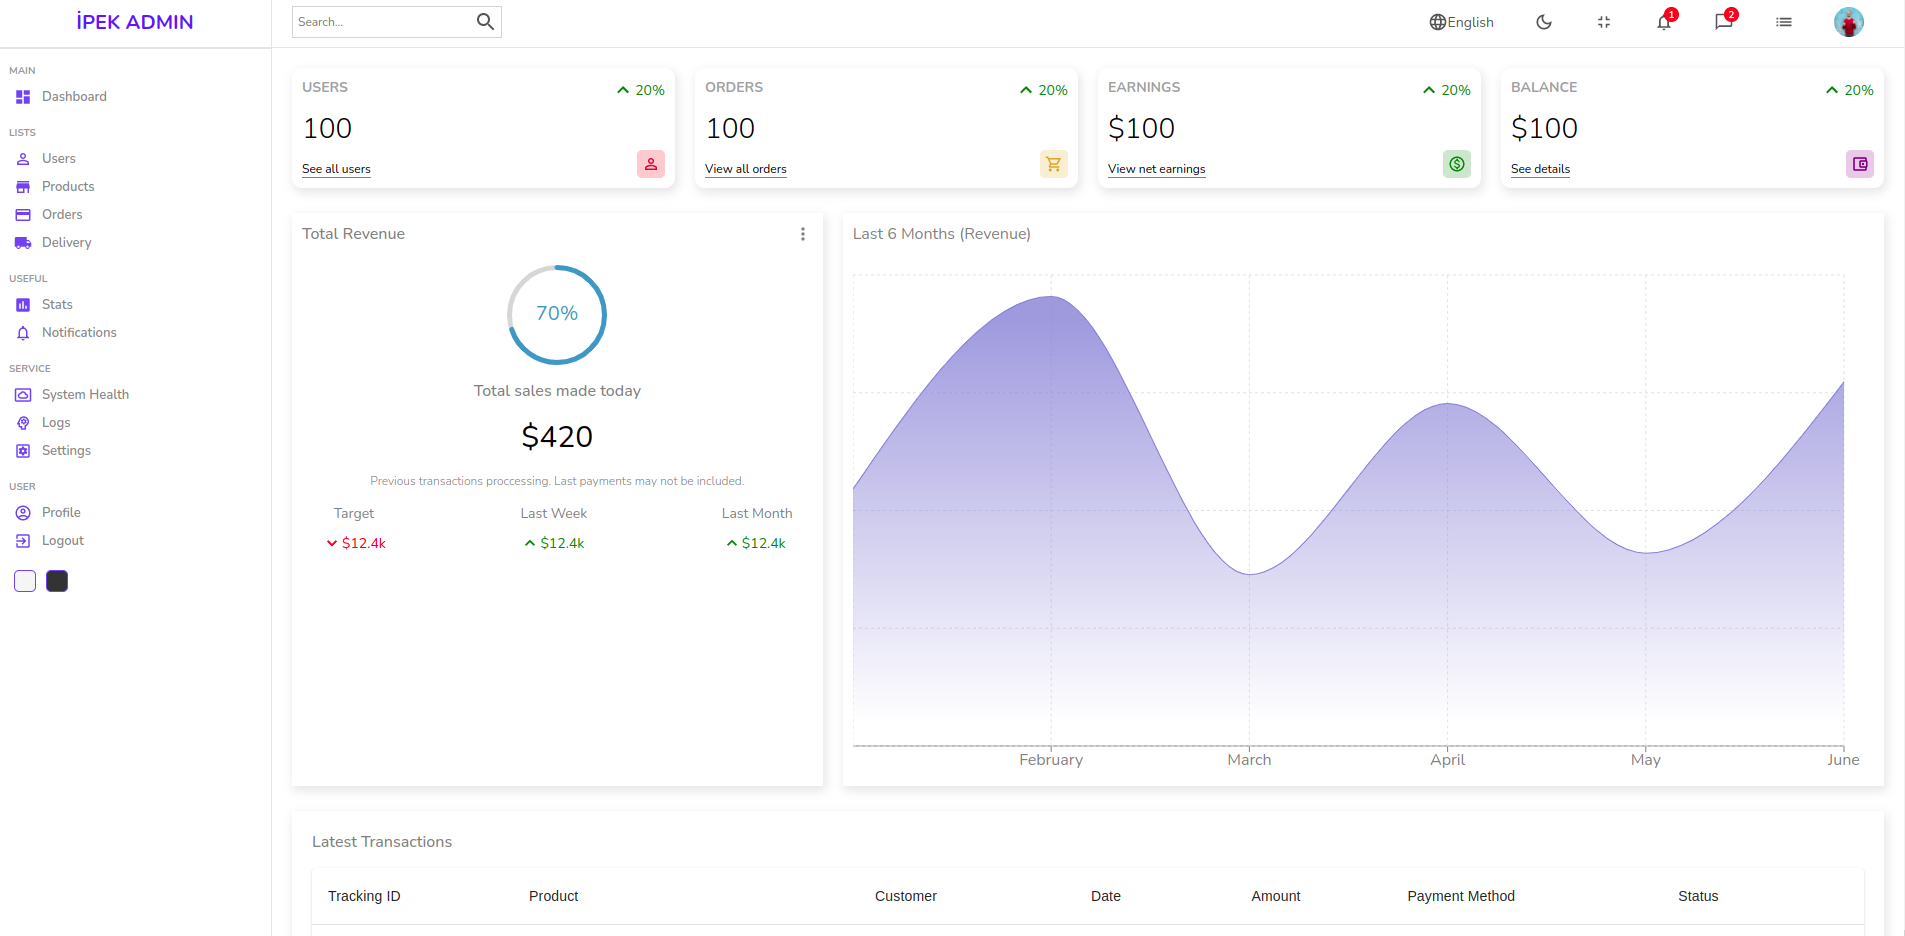 İPEK ADMIN
Search...
English
1
2
MAIN
Dashboard
LISTS
Users
Products
Orders
Delivery
USEFUL
Stats
Notifications
SERVICE
System Health
Logs
Settings
USER
Profile
Logout
USERS
20%
100
See all users
ORDERS
20%
100
View all orders
EARNINGS
20%
$100
View net earnings
BALANCE
20%
$100
See details
Total Revenue
70%
Total sales made today
$420
Previous transactions proccessing. Last payments may not be included.
Target
$12.4k
Last Week
$12.4k
Last Month
$12.4k
Last 6 Months (Revenue)
February March April May June
Latest Transactions
Tracking ID Product Customer Date Amount Payment Method Status